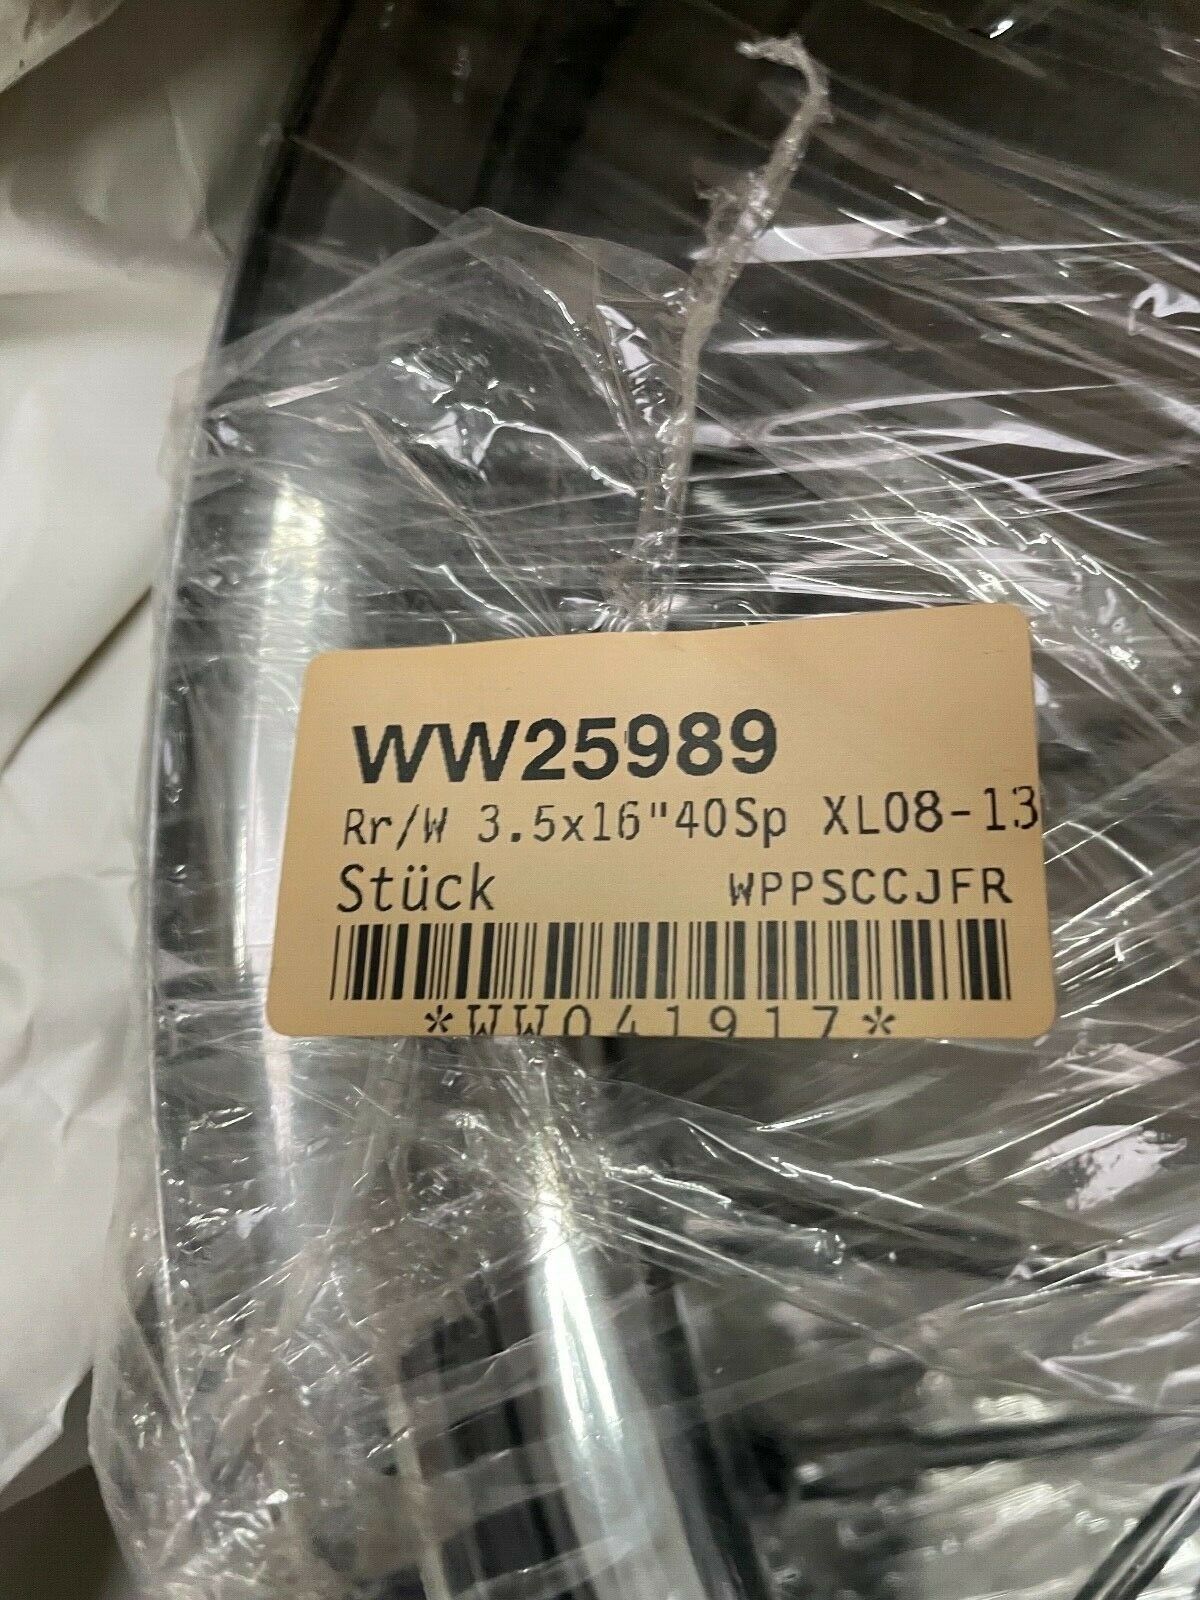 WW25989
Rr/W 3.5x16"40Sp XL08-13
Stück WPPSCCJFR
*WW041917*